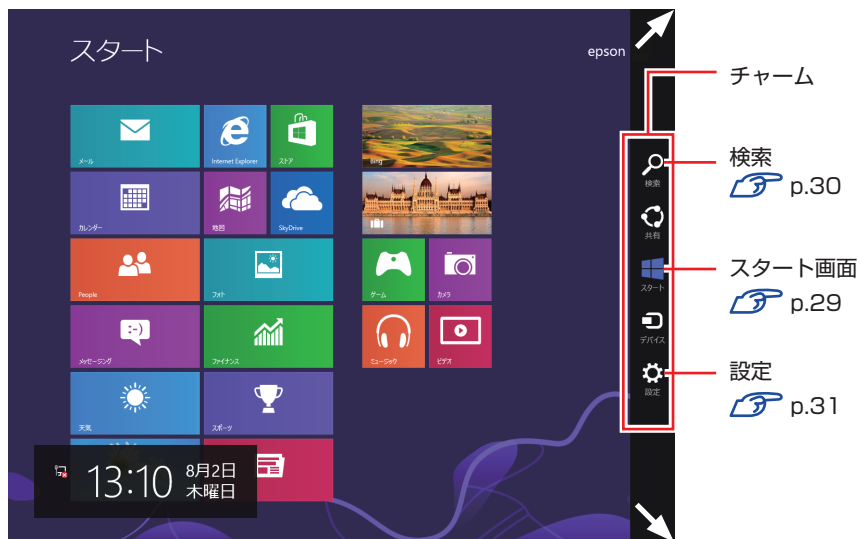 スタート
epson
メール
Internet Explorer
ストア
Bing
カレンダー
地図
SkyDrive
People
フォト
ゲーム
カメラ
メッセージング
ファイナンス
ミュージック
ビデオ
天気
スポーツ
13:10
8月2日
木曜日
検索
共有
スタート
デバイス
設定
チャーム
検索
p.30
スタート画面
p.29
設定
p.31